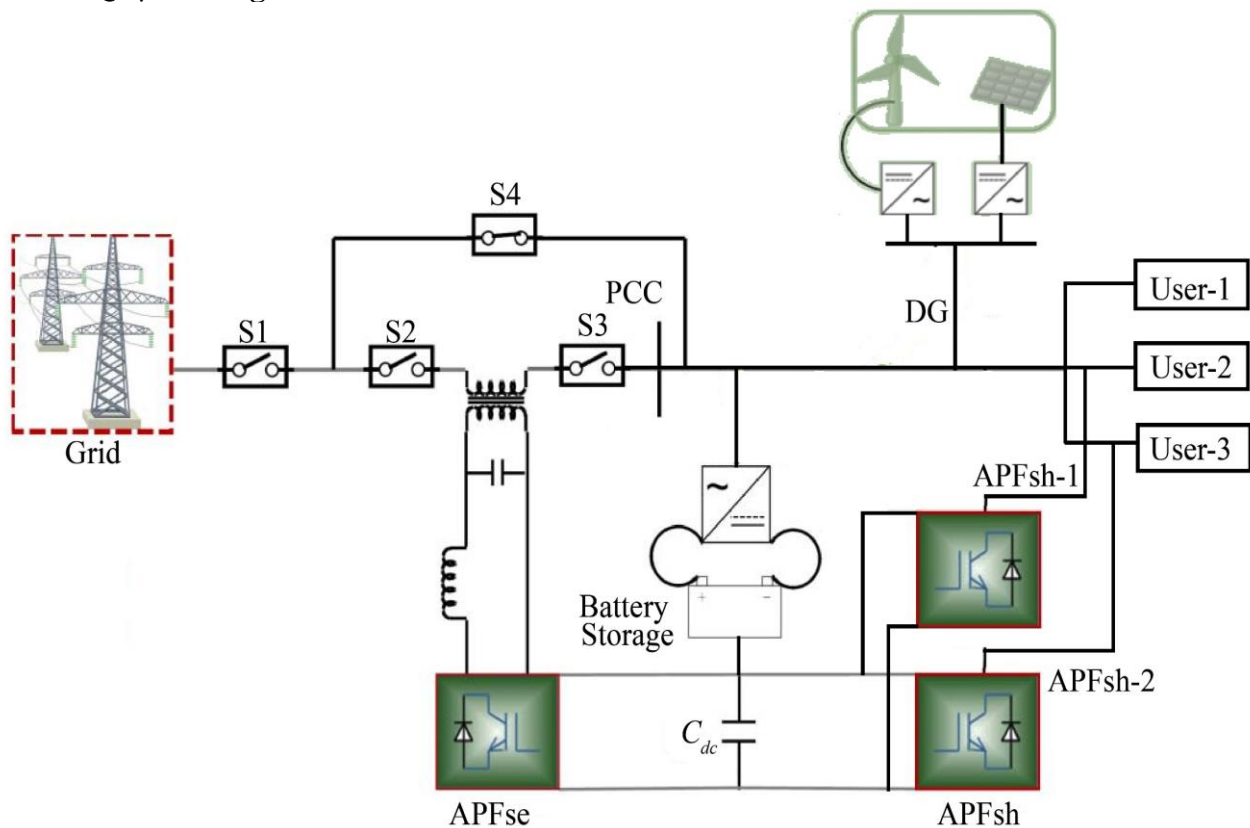 S4
PCC
DG
User-1
S1
S2
S3
User-2
Grid
User-3
APFsh-1
Battery
Storage
+ -
APFsh-2
Cdc
APFse
APFsh
~
~
~